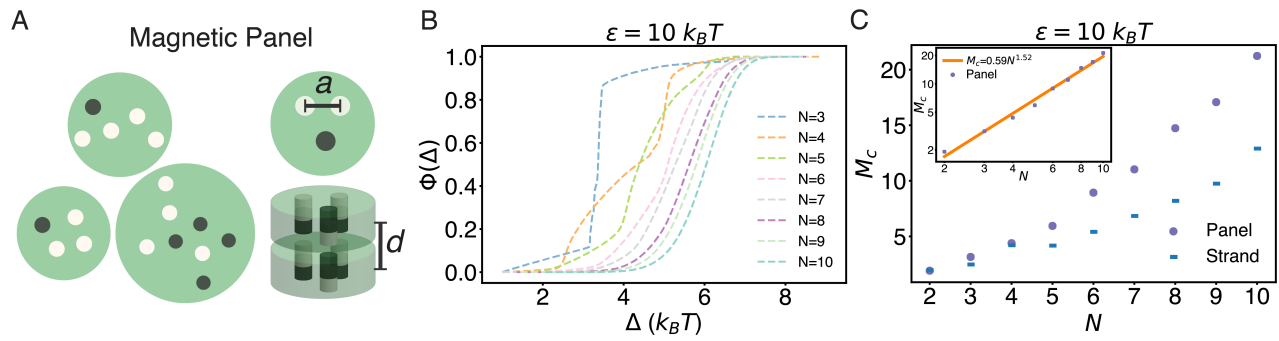 A
Magnetic Panel
a
d
B
ε = 10 k_BT
Φ(Δ)
1.0
0.8
0.6
0.4
0.2
0.0
2
4
6
8
Δ (k_BT)
N=3
N=4
N=5
N=6
N=7
N=8
N=9
N=10
C
ε = 10 k_BT
M_c
20
15
10
5
2
3
4
5
6
7
8
9
10
N
Panel
Strand
M_c=0.59N^1.52
Panel
M_c
20
10
5
2
2
3
4
6
8
10
N